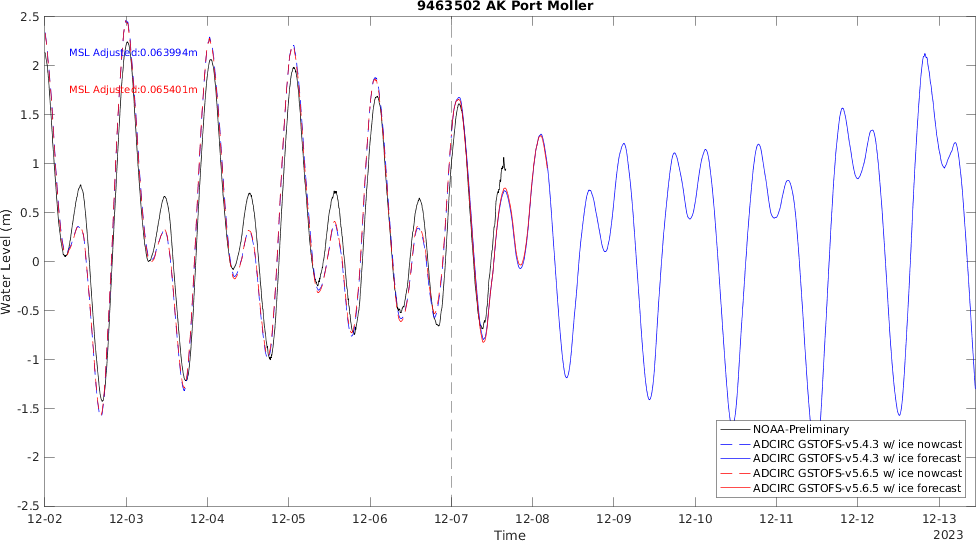 9463502 AK Port Moller
MSL Adjusted:0.063994m
MSL Adjusted:0.065401m
Water Level (m)
2.5
2
1.5
1
0.5
0
-0.5
-1
-1.5
-2
-2.5
NOAA-Preliminary
ADCIRC GSTOFS-v5.4.3 w/ ice nowcast
ADCIRC GSTOFS-v5.4.3 w/ ice forecast
ADCIRC GSTOFS-v5.6.5 w/ ice nowcast
ADCIRC GSTOFS-v5.6.5 w/ ice forecast
12-02 12-03 12-04 12-05 12-06 12-07 12-08 12-09 12-10 12-11 12-12 12-13
Time
2023